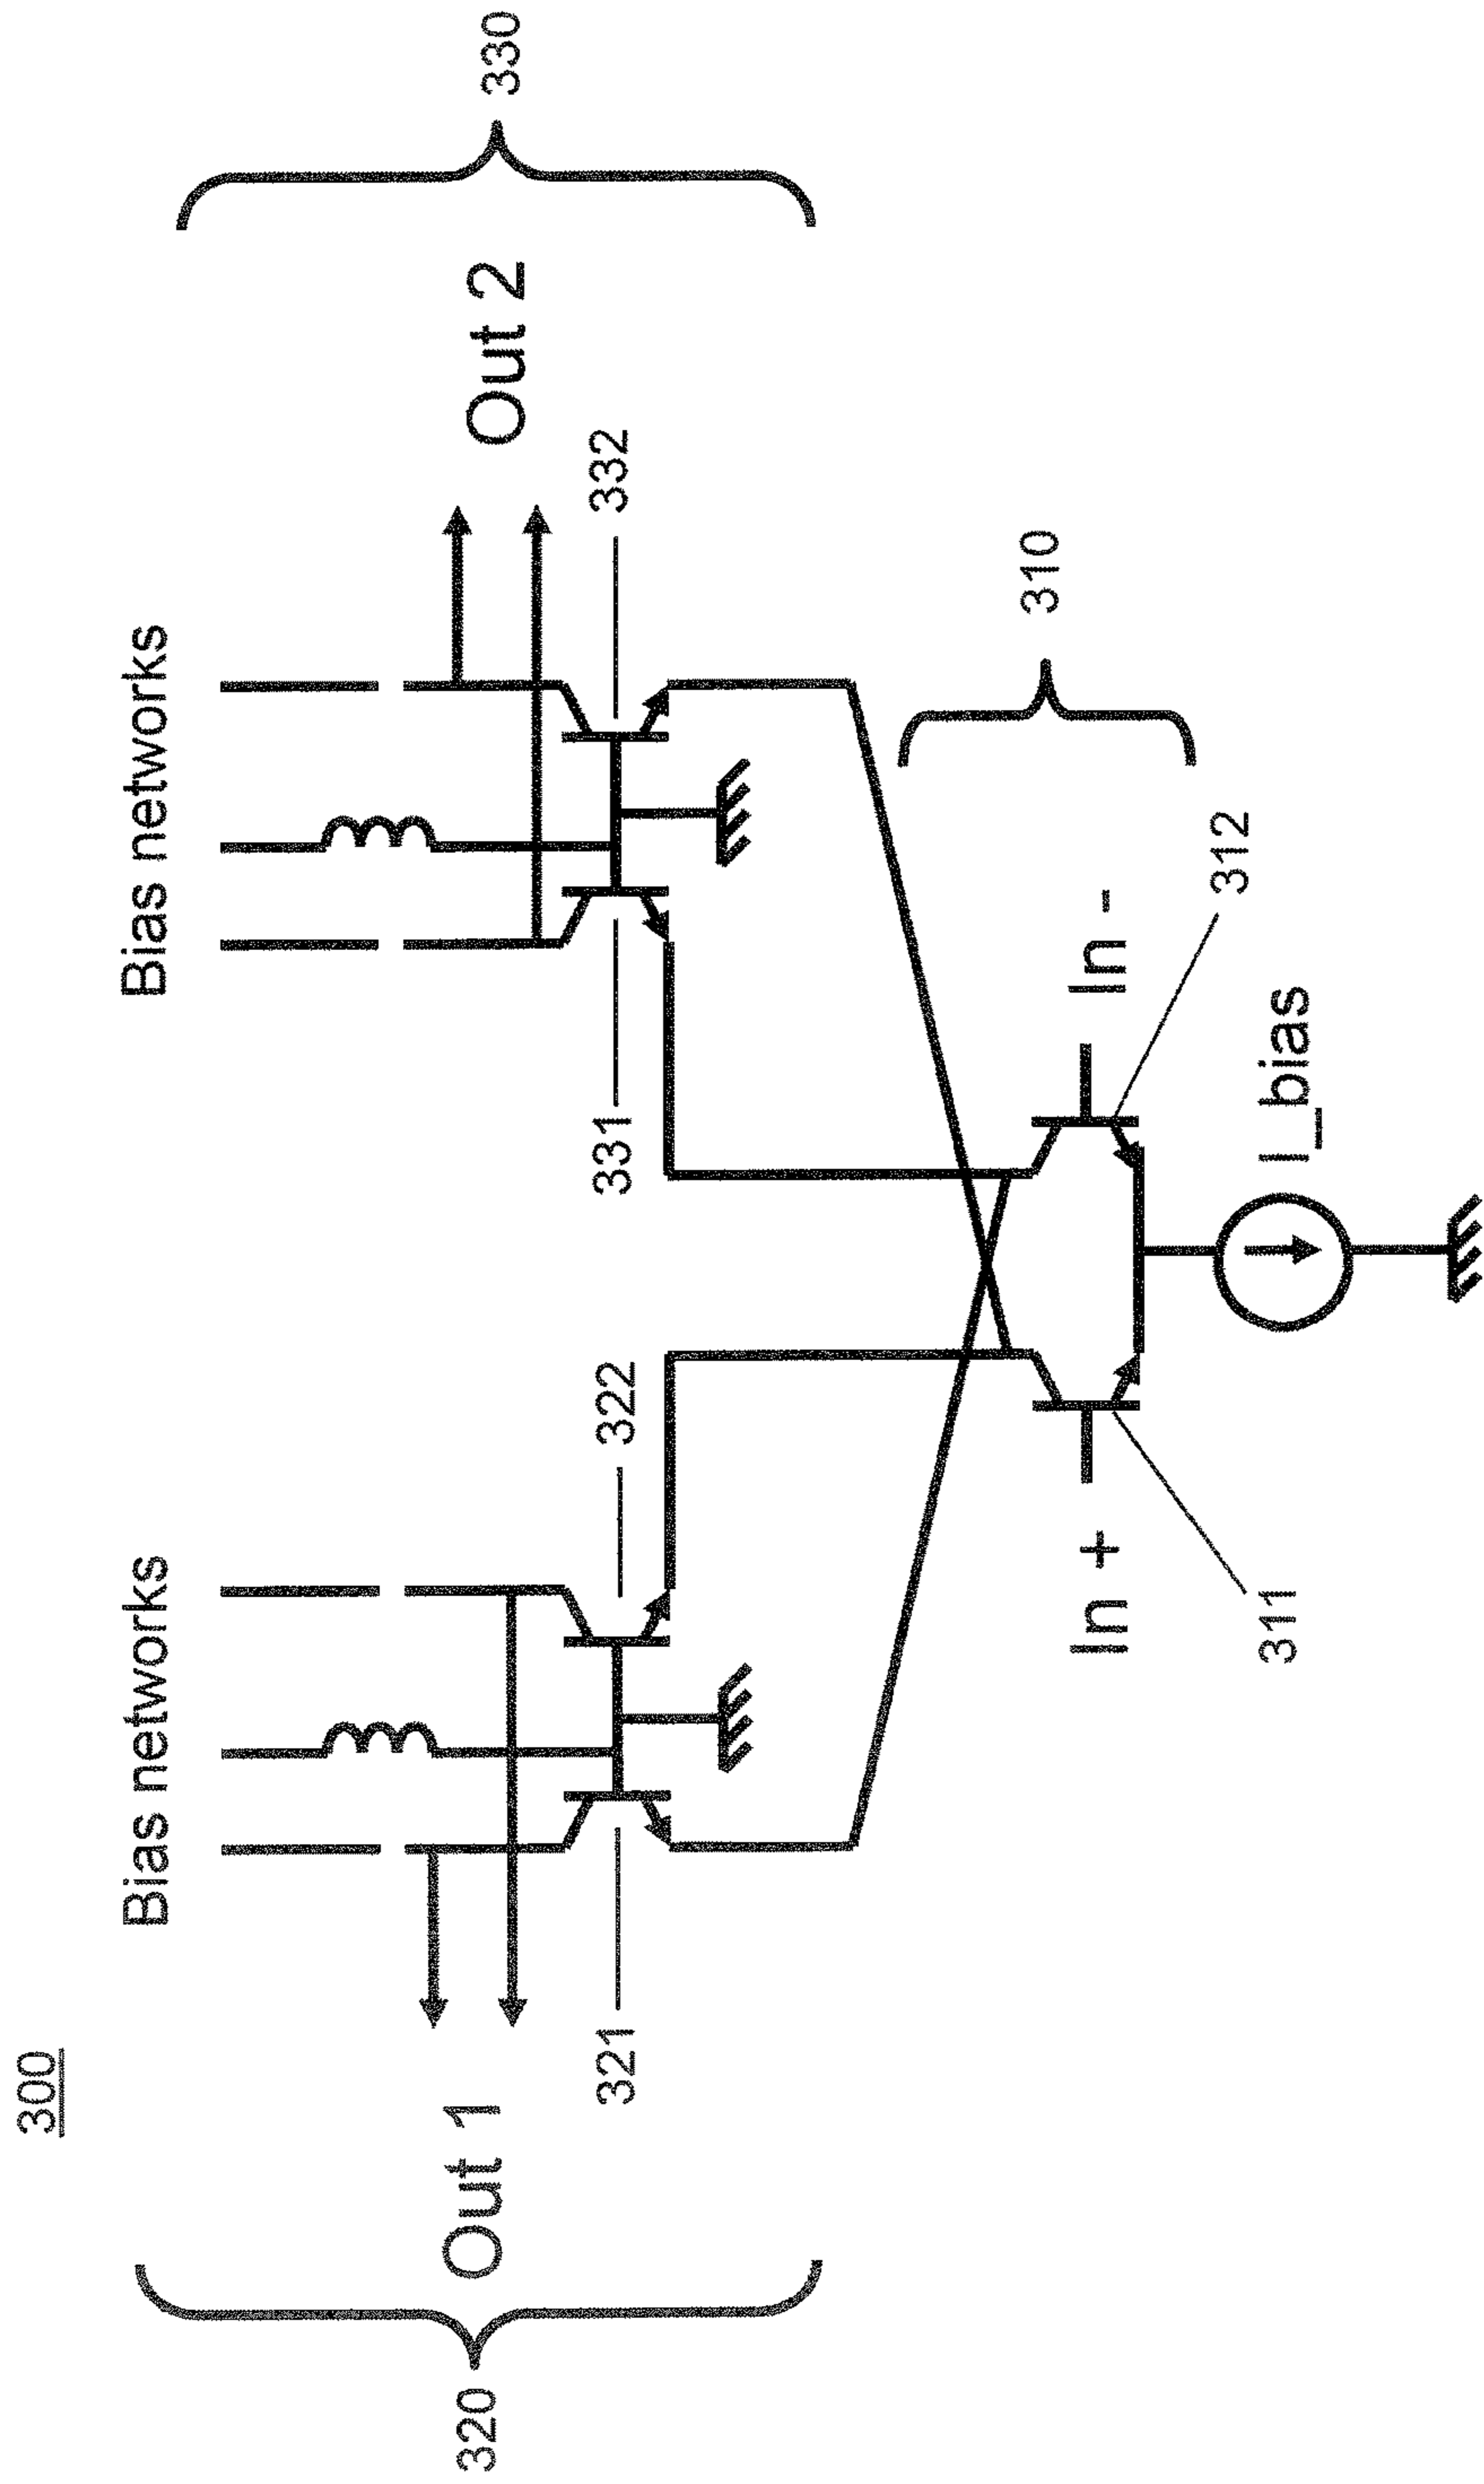 300
Bias networks
Bias networks
320
Out 1
Out 2
330
321
322
331
332
310
In +
In -
311
312
I_bias